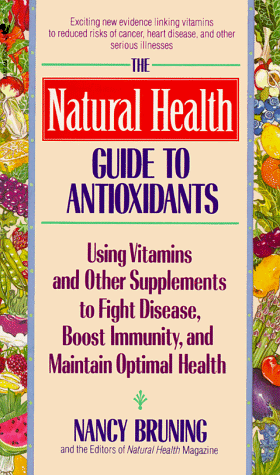 Exciting new evidence linking vitamins
to reduced risks of cancer, heart disease, and other
serious illnesses
THE
Natural Health
GUIDE TO
ANTIOXIDANTS
Using Vitamins
and Other Supplements
to Fight Disease,
Boost Immunity, and
Maintain Optimal Health
NANCY BRUNING
and the Editors of Natural Health Magazine